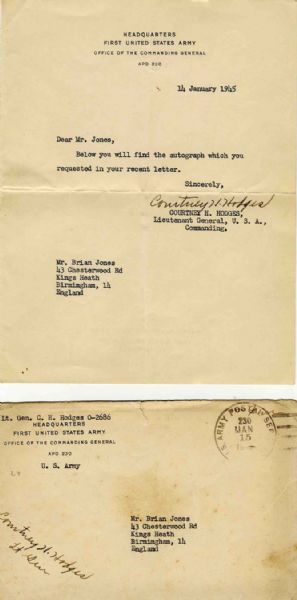 HEADQUARTERS
FIRST UNITED STATES ARMY
OFFICE OF THE COMMANDING GENERAL
APO 230
14 January 1945
Dear Mr. Jones,
Below you will find the autograph which you
requested in your recent letter.
Sincerely,
Courtney H. Hodges
COURTNEY H. HODGES,
Lieutenant General, U. S. A.,
Commanding.
Mr. Brian Jones
43 Chesterwood Rd
Kings Heath
Birmingham, 14
England
Lt. Gen. C. H. Hodges O-2686
HEADQUARTERS
FIRST UNITED STATES ARMY
OFFICE OF THE COMMANDING GENERAL
APO 230
U. S. Army
U.S. ARMY POSTAL SER
230
JAN
15
Courtney H. Hodges
Lt Gen
Mr. Brian Jones
43 Chesterwood Rd
Kings Heath
Birmingham, 14
England